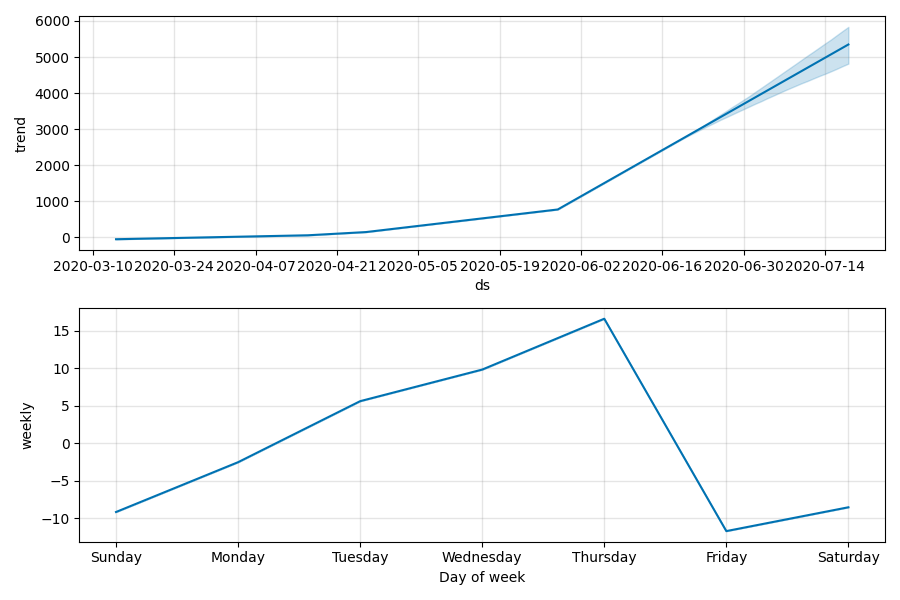 6000
5000
4000
3000
2000
1000
0
trend
2020-03-10 2020-03-24 2020-04-07 2020-04-21 2020-05-05 2020-05-19 2020-06-02 2020-06-16 2020-06-30 2020-07-14
ds
15
10
5
0
−5
−10
weekly
Sunday Monday Tuesday Wednesday Thursday Friday Saturday
Day of week